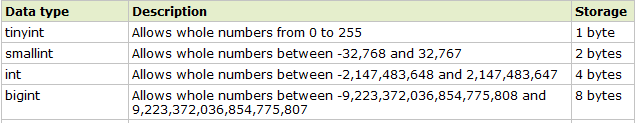 Data type Description Storage
tinyint Allows whole numbers from 0 to 255 1 byte
smallint Allows whole numbers between -32,768 and 32,767 2 bytes
int Allows whole numbers between -2,147,483,648 and 2,147,483,647 4 bytes
bigint Allows whole numbers between -9,223,372,036,854,775,808 and 8 bytes
9,223,372,036,854,775,807